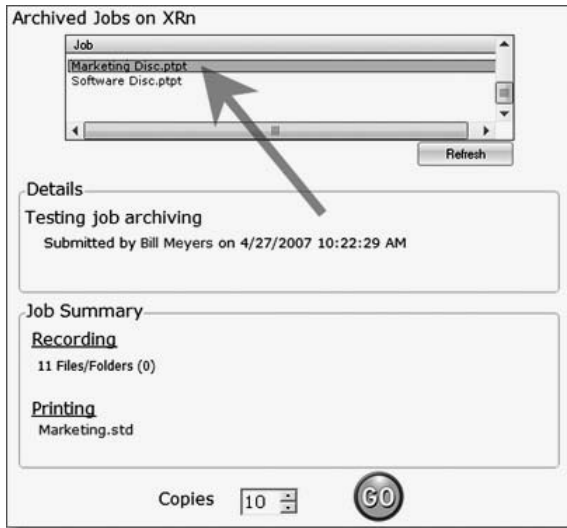 Archived Jobs on XRn
Job
Marketing Disc.ptpt
Software Disc.ptpt
Refresh
Details
Testing job archiving
Submitted by Bill Meyers on 4/27/2007 10:22:29 AM
Job Summary
Recording
11 Files/Folders (0)
Printing
Marketing.std
Copies 10 GO